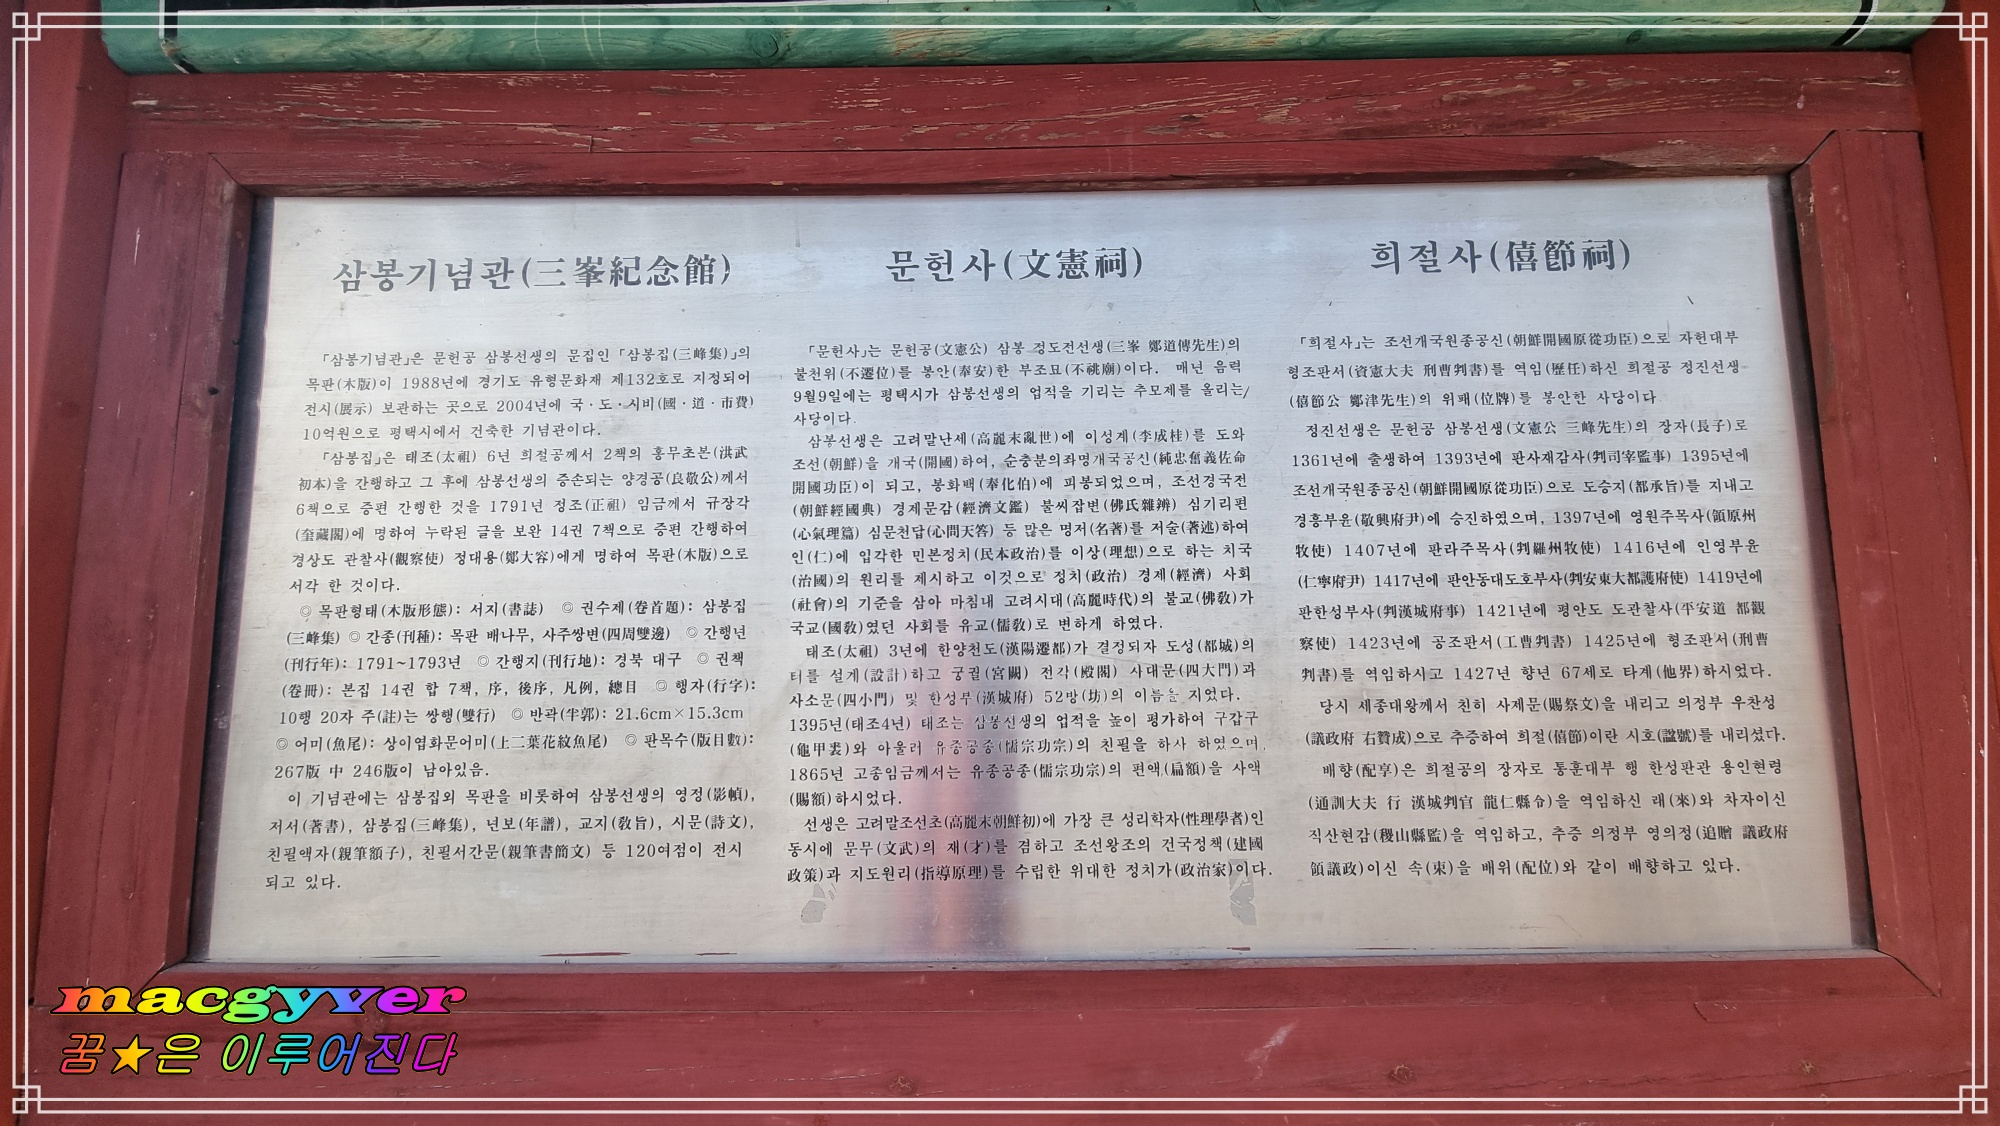 삼봉기념관(三峯紀念館)
「삼봉기념관」은 문헌공 삼봉선생의 문집인 「삼봉집(三峰集)」의
목판(木版)이 1988년에 경기도 유형문화재 제132호로 지정되어
전시(展示) 보관하는 곳으로 2004년에 국·도·시비(國·道·市費)
10억원으로 평택시에서 건축한 기념관이다.
「삼봉집」은 태조(太祖) 6년 희절공께서 2책의 홍무초본(洪武
初本)을 간행하고 그 후에 삼봉선생의 증손되는 양경공(良敬公)께서
6책으로 증편 간행한 것을 1791년 정조(正祖) 임금께서 규장각
(奎藏閣)에 명하여 누락된 글을 보완 14권 7책으로 증편 간행하여
경상도 관찰사(觀察使) 정대용(鄭大容)에게 명하여 목판(木版)으로
서각 한 것이다.
◎ 목판형태(木版形態): 서지(書誌) ◎ 권수제(卷首題): 삼봉집
(三峰集) ◎ 간종(刊種): 목판 배나무, 사주쌍변(四周雙邊) ◎ 간행년
(刊行年): 1791~1793년 ◎ 간행지(刊行地): 경북 대구 ◎ 권책
(卷冊): 본집 14권 합 7책, 序, 後序, 凡例, 總目 ◎ 행자(行字):
10행 20자 주(註)는 쌍행(雙行) ◎ 반곽(半郭): 21.6cm×15.3cm
◎ 어미(魚尾): 상이엽화문어미(上二葉花紋魚尾) ◎ 판목수(版目數):
267版 中 246版이 남아있음.
이 기념관에는 삼봉집외 목판을 비롯하여 삼봉선생의 영정(影幀),
저서(著書), 삼봉집(三峰集), 년보(年譜), 교지(敎旨), 시문(詩文),
친필액자(親筆額子), 친필서간문(親筆書簡文) 등 120여점이 전시
되고 있다.
문헌사(文憲祠)
「문헌사」는 문헌공(文憲公) 삼봉 정도전선생(三峯 鄭道傳先生)의
불천위(不遷位)를 봉안(奉安)한 부조묘(不祧廟)이다. 매년 음력
9월9일에는 평택시가 삼봉선생의 업적을 기리는 추모제를 올리는
사당이다.
삼봉선생은 고려말난세(高麗末亂世)에 이성계(李成桂)를 도와
조선(朝鮮)을 개국(開國)하여, 순충분의좌명개국공신(純忠奮義佐命
開國功臣)이 되고, 봉화백(奉化伯)에 피봉되었으며, 조선경국전
(朝鮮經國典) 경제문감(經濟文鑑) 불씨잡변(佛氏雜辨) 심기리편
(心氣理篇) 심문천답(心問天答) 등 많은 명저(名著)를 저술(著述)하여
인(仁)에 입각한 민본정치(民本政治)를 이상(理想)으로 하는 치국
(治國)의 원리를 제시하고 이것으로 정치(政治) 경제(經濟) 사회
(社會)의 기준을 삼아 마침내 고려시대(高麗時代)의 불교(佛敎)가
국교(國敎)였던 사회를 유교(儒敎)로 변하게 하였다.
태조(太祖) 3년에 한양천도(漢陽遷都)가 결정되자 도성(都城)의
터를 설계(設計)하고 궁궐(宮闕) 전각(殿閣) 사대문(四大門)과
사소문(四小門) 및 한성부(漢城府) 52방(坊)의 이름을 지었다.
1395년(태조4년) 태조는 삼봉선생의 업적을 높이 평가하여 구갑구
(龜甲裘)와 아울러 유종공종(儒宗功宗)의 친필을 하사 하였으며,
1865년 고종임금께서는 유종공종(儒宗功宗)의 편액(扁額)을 사액
(賜額)하시었다.
선생은 고려말조선초(高麗末朝鮮初)에 가장 큰 성리학자(性理學者)인
동시에 문무(文武)의 재(才)를 겸하고 조선왕조의 건국정책(建國
政策)과 지도원리(指導原理)를 수립한 위대한 정치가(政治家)이다.
희절사(僖節祠)
「희절사」는 조선개국원종공신(朝鮮開國原從功臣)으로 자헌대부
형조판서(資憲大夫 刑曹判書)를 역임(歷任)하신 희절공 정진선생
(僖節公 鄭津先生)의 위패(位牌)를 봉안한 사당이다
정진선생은 문헌공 삼봉선생(文憲公 三峰先生)의 장자(長子)로
1361년에 출생하여 1393년에 판사재감사(判司宰監事) 1395년에
조선개국원종공신(朝鮮開國原從功臣)으로 도승지(都承旨)를 지내고
경흥부윤(敬興府尹)에 승진하였으며, 1397년에 영원주목사(領原州
牧使) 1407년에 판라주목사(判羅州牧使) 1416년에 인영부윤
(仁寧府尹) 1417년에 판안동대도호부사(判安東大都護府使) 1419년에
판한성부사(判漢城府事) 1421년에 평안도 도관찰사(平安道 都觀
察使) 1423년에 공조판서(工曹判書) 1425년에 형조판서(刑曹
判書)를 역임하시고 1427년 향년 67세로 타계(他界)하시었다.
당시 세종대왕께서 친히 사제문(賜祭文)을 내리고 의정부 우찬성
(議政府 右贊成)으로 추증하여 희절(僖節)이란 시호(諡號)를 내리셨다.
배향(配享)은 희절공의 장자로 통훈대부 행 한성판관 용인현령
(通訓大夫 行 漢城判官 龍仁縣令)을 역임하신 래(來)와 차자이신
직산현감(稷山縣監)을 역임하고, 추증 의정부 영의정(追贈 議政府
領議政)이신 속(束)을 배위(配位)와 같이 배향하고 있다.
macgyver
꿈★은 이루어진다